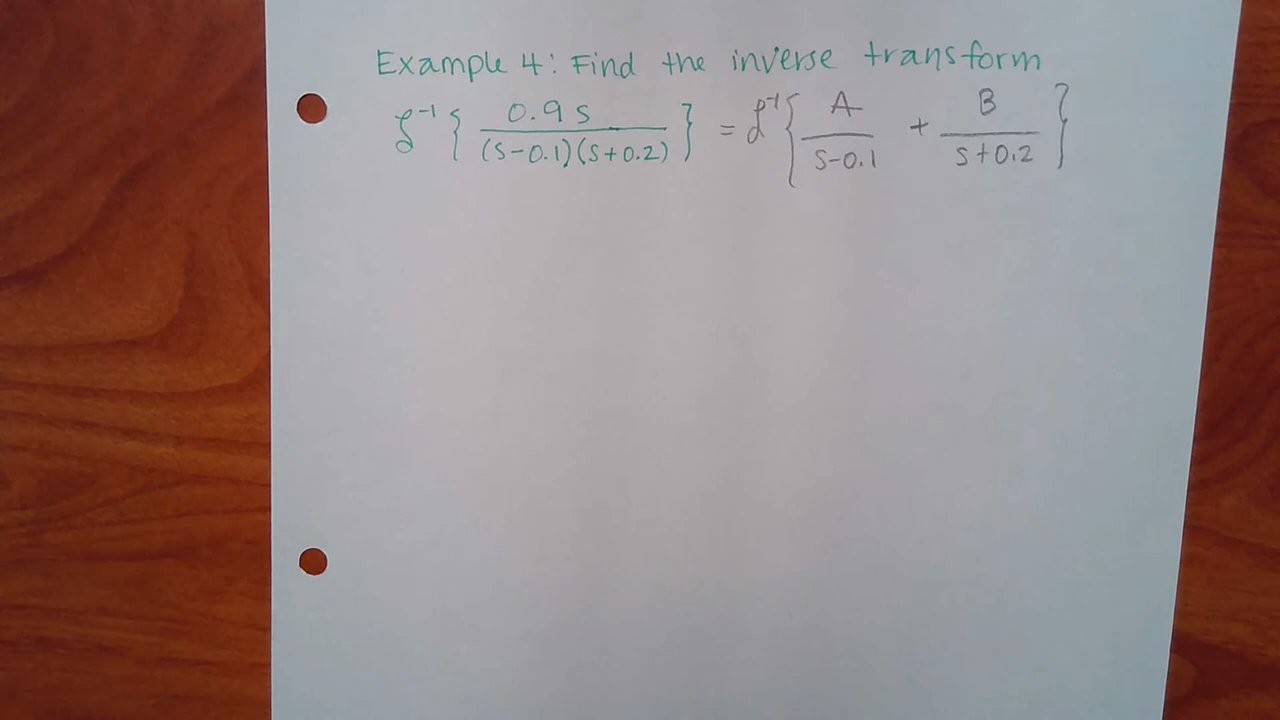 Example 4: Find the inverse transform
ℒ⁻¹ { 0.9s / (s-0.1)(s+0.2) } = ℒ⁻¹ { A / s-0.1 + B / s+0.2 }